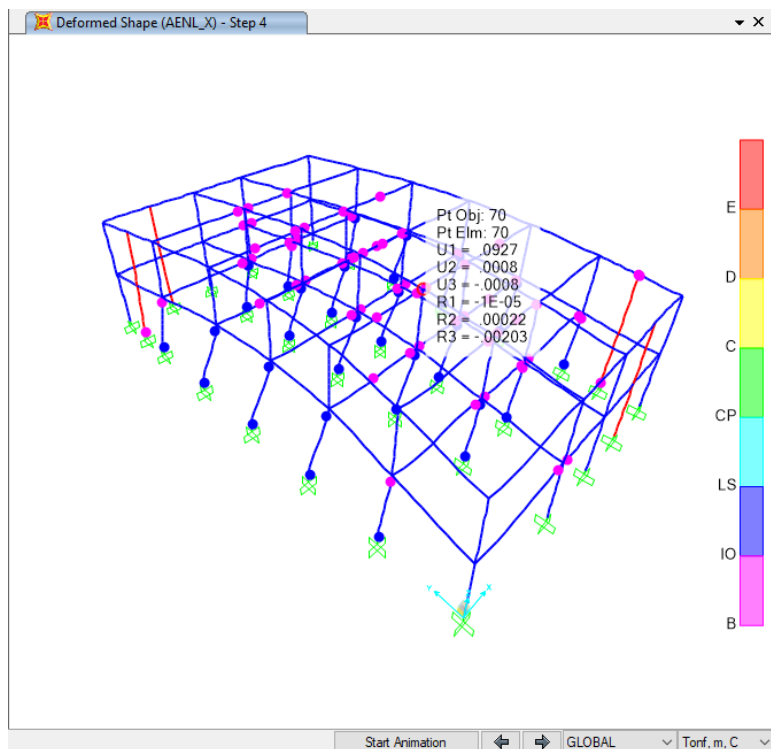 Deformed Shape (AENL_X) - Step 4
Pt Obj: 70
Pt Elm: 70
U1 = .0927
U2 = .0008
U3 = -.0008
R1 = -1E-05
R2 = .00022
R3 = -.00203
E
D
C
CP
LS
IO
B
Y
X
Start Animation
GLOBAL
Tonf, m, C